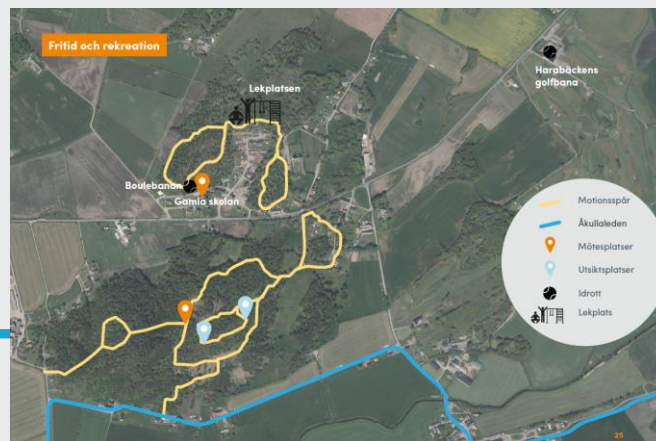 Fritid och rekreation
Lekplatsen
Harabäckens
golfbana
Boulebanan
Gamla skolan
Motionsspår
Åkullaleden
Mötesplatser
Utsiktsplatser
Idrott
Lekplats
25